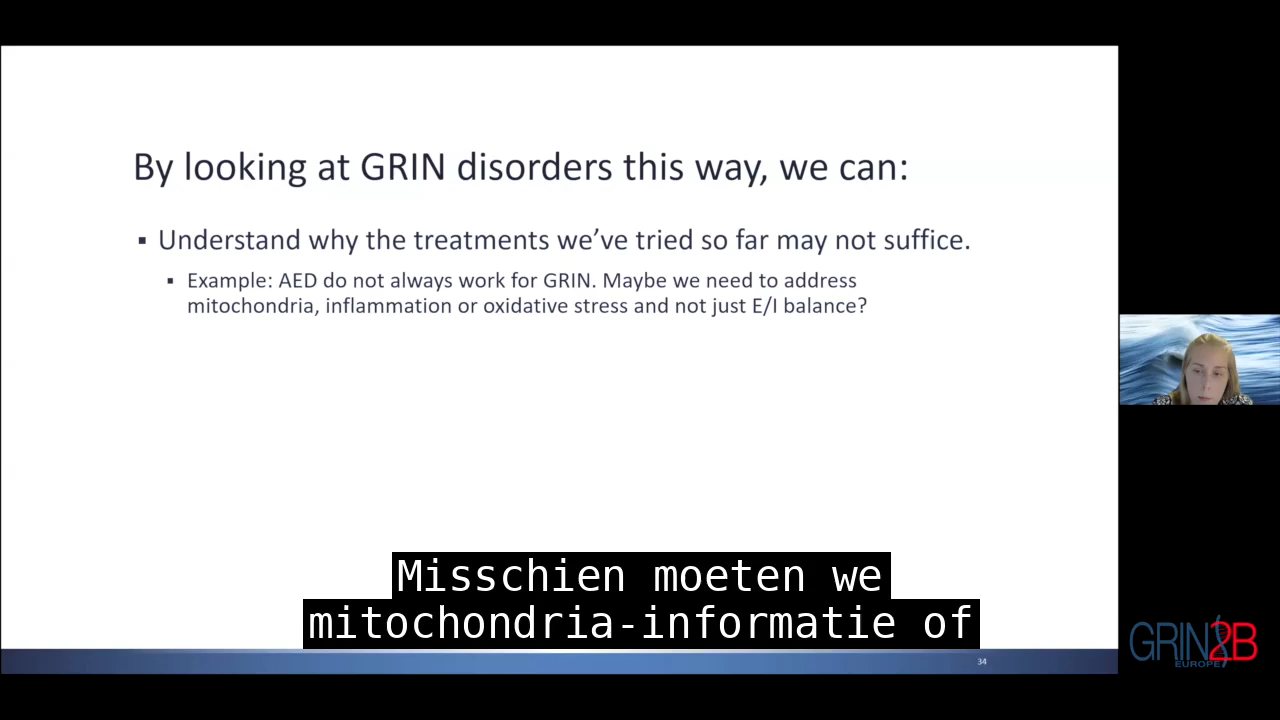 By looking at GRIN disorders this way, we can:
▪ Understand why the treatments we’ve tried so far may not suffice.
▪ Example: AED do not always work for GRIN. Maybe we need to address
mitochondria, inflammation or oxidative stress and not just E/I balance?
Misschien moeten we
mitochondria-informatie of
34
GRIN2B
EUROPE